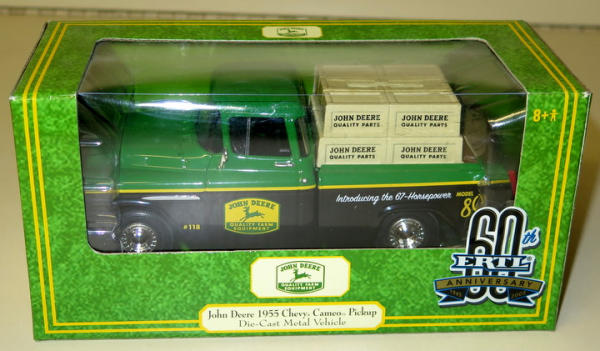 JOHN DEERE
QUALITY PARTS
JOHN DEERE
QUALITY PARTS
JOHN DEERE
QUALITY PARTS
JOHN DEERE
QUALITY PARTS
8+
Introducing the 67-Horsepower
MODEL
80
#118
JOHN DEERE
QUALITY FARM
EQUIPMENT
60th
ERTL
ANNIVERSARY
JOHN DEERE
QUALITY FARM
EQUIPMENT
John Deere 1955 Chevy® Cameo™ Pickup
Die-Cast Metal Vehicle